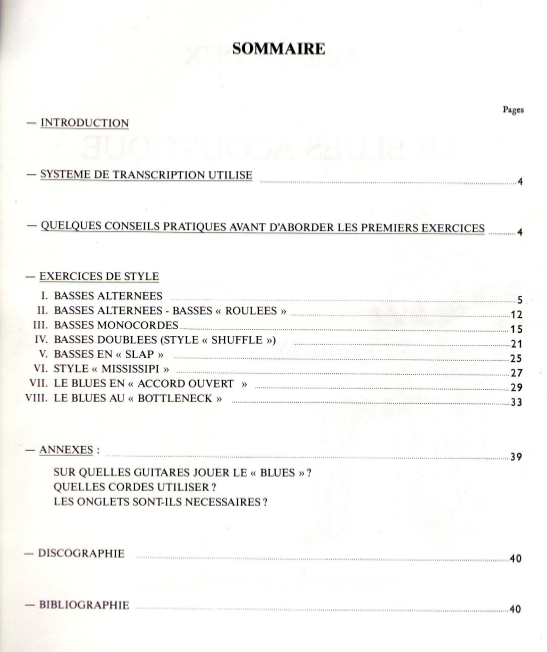 SOMMAIRE
Pages
— INTRODUCTION
— SYSTEME DE TRANSCRIPTION UTILISE 4
— QUELQUES CONSEILS PRATIQUES AVANT D'ABORDER LES PREMIERS EXERCICES 4
— EXERCICES DE STYLE
I. BASSES ALTERNEES 5
II. BASSES ALTERNEES - BASSES « ROULEES » 12
III. BASSES MONOCORDES 15
IV. BASSES DOUBLEES (STYLE « SHUFFLE ») 21
V. BASSES EN « SLAP » 25
VI. STYLE « MISSISIPI » 27
VII. LE BLUES EN « ACCORD OUVERT » 29
VIII. LE BLUES AU « BOTTLENECK » 33
— ANNEXES : 39
SUR QUELLES GUITARES JOUER LE « BLUES » ?
QUELLES CORDES UTILISER ?
LES ONGLETS SONT-ILS NECESSAIRES ?
— DISCOGRAPHIE 40
— BIBLIOGRAPHIE 40